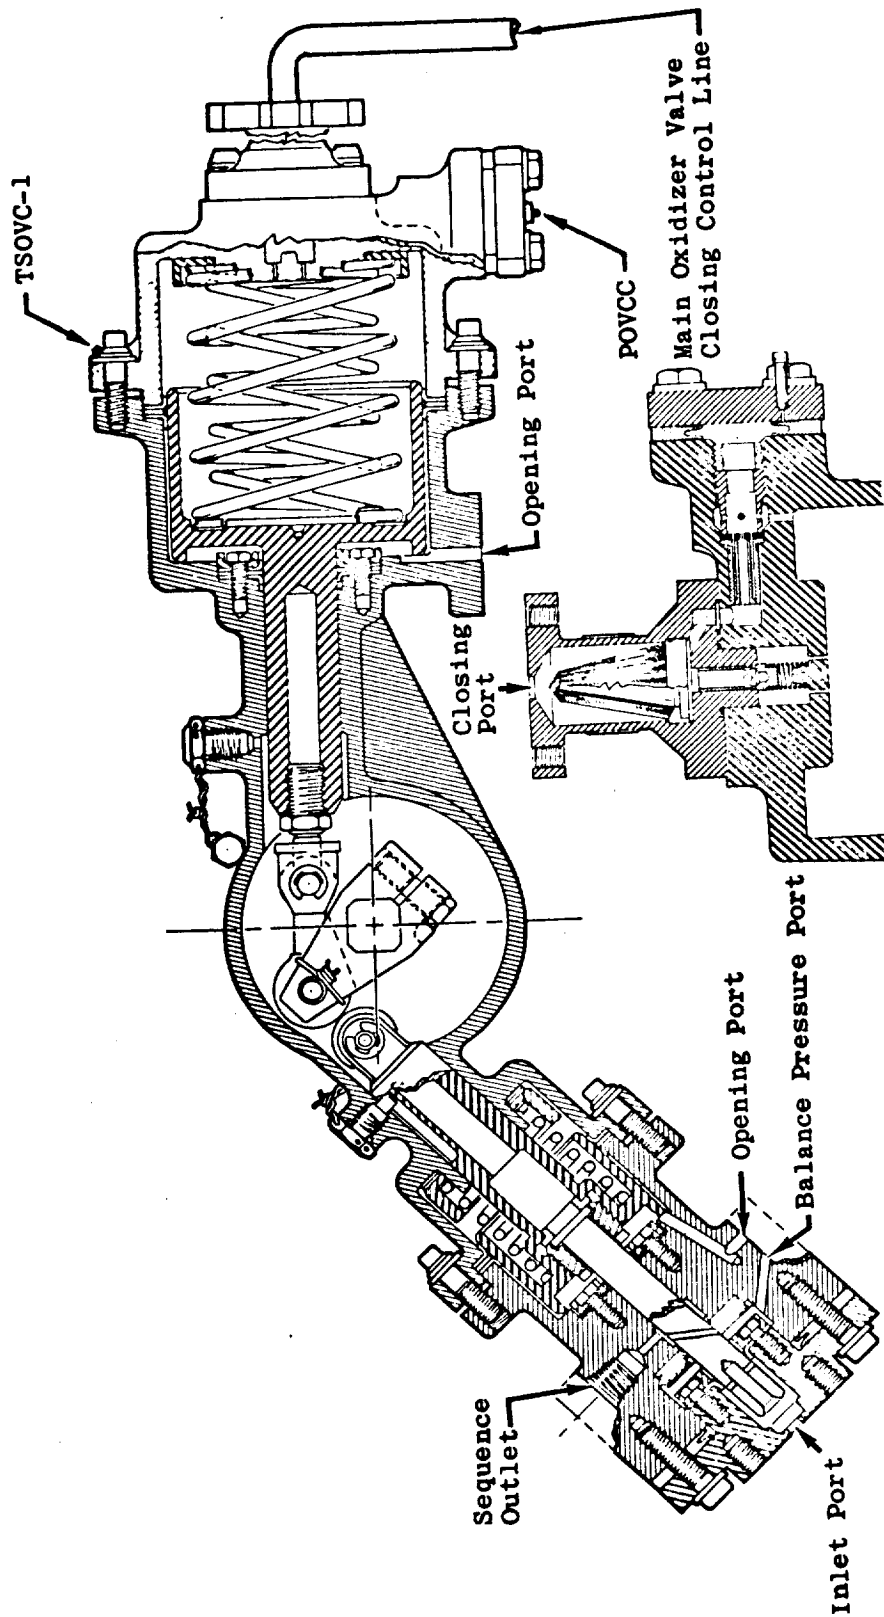 TSOVC-1
POVCC
Main Oxidizer Valve
Closing Control Line
Opening Port
Closing
Port
Opening Port
Balance Pressure Port
Sequence
Outlet
Inlet Port